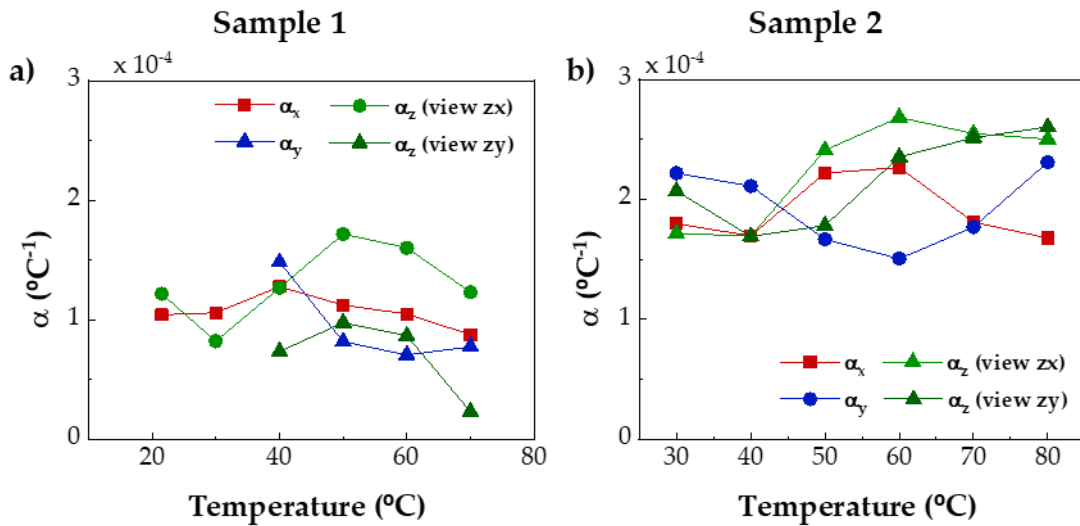 Sample 1
Sample 2
a)
x 10⁻⁴
b)
x 10⁻⁴
3
2
1
0
α (ºC⁻¹)
αₓ
α_z (view zx)
α_y
α_z (view zy)
20
40
60
80
Temperature (ºC)
3
2
1
0
α (ºC⁻¹)
αₓ
α_z (view zx)
α_y
α_z (view zy)
30
40
50
60
70
80
Temperature (ºC)